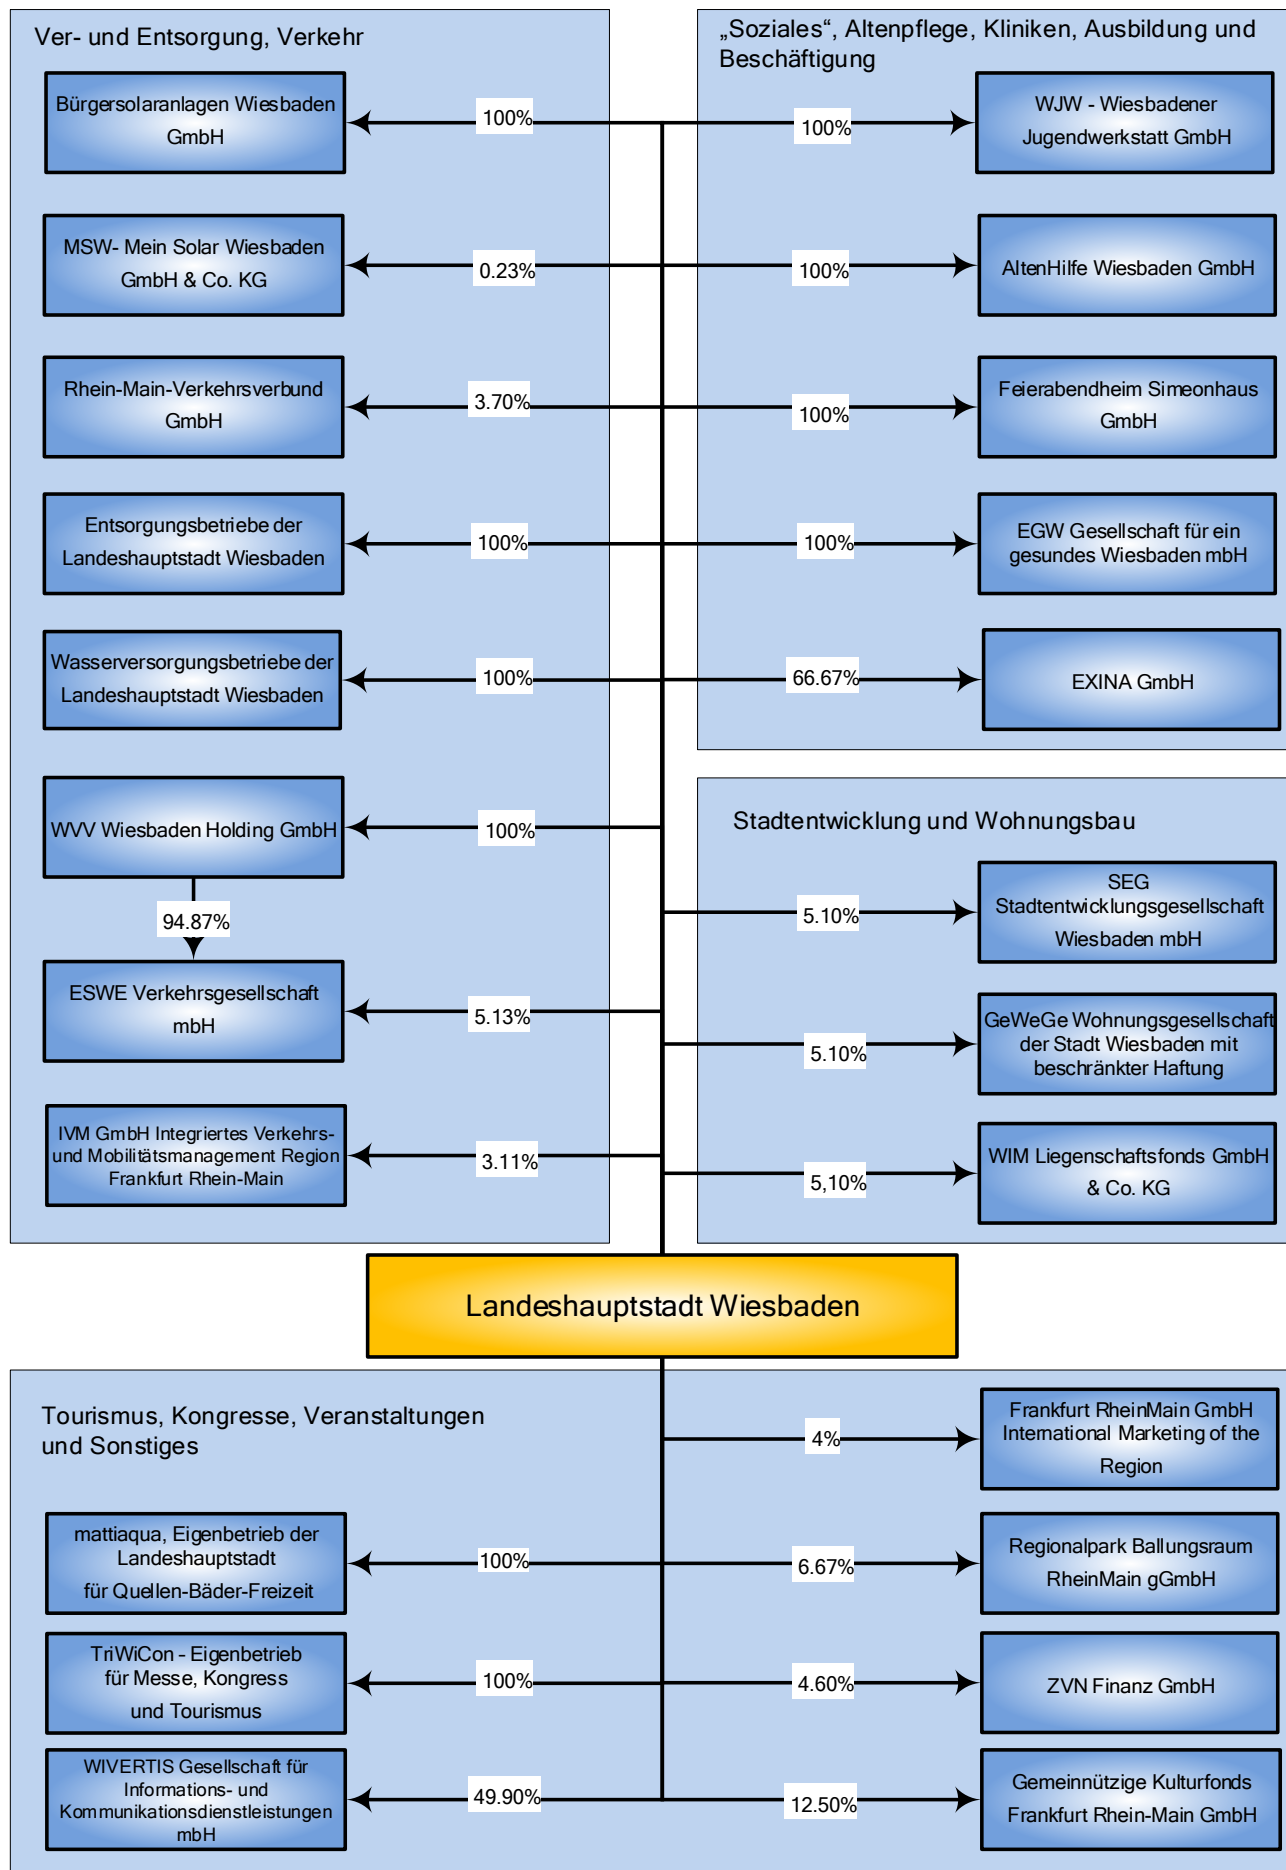 Ver- und Entsorgung, Verkehr
Bürgersolaranlagen Wiesbaden
GmbH
100%
MSW- Mein Solar Wiesbaden
GmbH & Co. KG
0.23%
Rhein-Main-Verkehrsverbund
GmbH
3.70%
Entsorgungsbetriebe der
Landeshauptstadt Wiesbaden
100%
Wasserversorgungsbetriebe der
Landeshauptstadt Wiesbaden
100%
WVV Wiesbaden Holding GmbH
100%
94.87%
ESWE Verkehrsgesellschaft
mbH
5.13%
IVM GmbH Integriertes Verkehrs-
und Mobilitätsmanagement Region
Frankfurt Rhein-Main
3.11%
„Soziales“, Altenpflege, Kliniken, Ausbildung und
Beschäftigung
100%
WJW - Wiesbadener
Jugendwerkstatt GmbH
100%
AltenHilfe Wiesbaden GmbH
100%
Feierabendheim Simeonhaus
GmbH
100%
EGW Gesellschaft für ein
gesundes Wiesbaden mbH
66.67%
EXINA GmbH
Stadtentwicklung und Wohnungsbau
5.10%
SEG
Stadtentwicklungsgesellschaft
Wiesbaden mbH
5.10%
GeWeGe Wohnungsgesellschaft
der Stadt Wiesbaden mit
beschränkter Haftung
5,10%
WIM Liegenschaftsfonds GmbH
& Co. KG
Landeshauptstadt Wiesbaden
Tourismus, Kongresse, Veranstaltungen
und Sonstiges
mattiaqua, Eigenbetrieb der
Landeshauptstadt
für Quellen-Bäder-Freizeit
100%
TriWiCon - Eigenbetrieb
für Messe, Kongress
und Tourismus
100%
WIVERTIS Gesellschaft für
Informations- und
Kommunikationsdienstleistungen
mbH
49.90%
4%
Frankfurt RheinMain GmbH
International Marketing of the
Region
6.67%
Regionalpark Ballungsraum
RheinMain gGmbH
4.60%
ZVN Finanz GmbH
12.50%
Gemeinnützige Kulturfonds
Frankfurt Rhein-Main GmbH